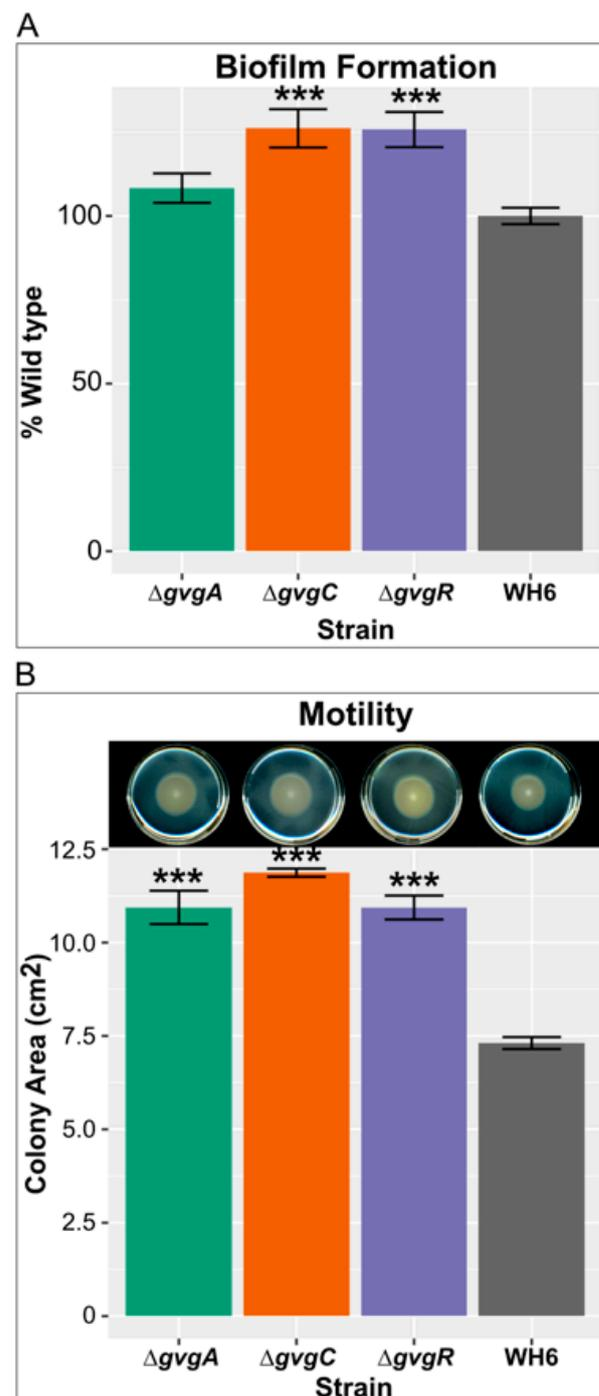 A
Biofilm Formation
*** ***
100
50
0
% Wild type
ΔgvgA ΔgvgC ΔgvgR WH6
Strain
B
Motility
12.5
*** *** ***
10.0
7.5
5.0
2.5
0
Colony Area (cm2)
ΔgvgA ΔgvgC ΔgvgR WH6
Strain